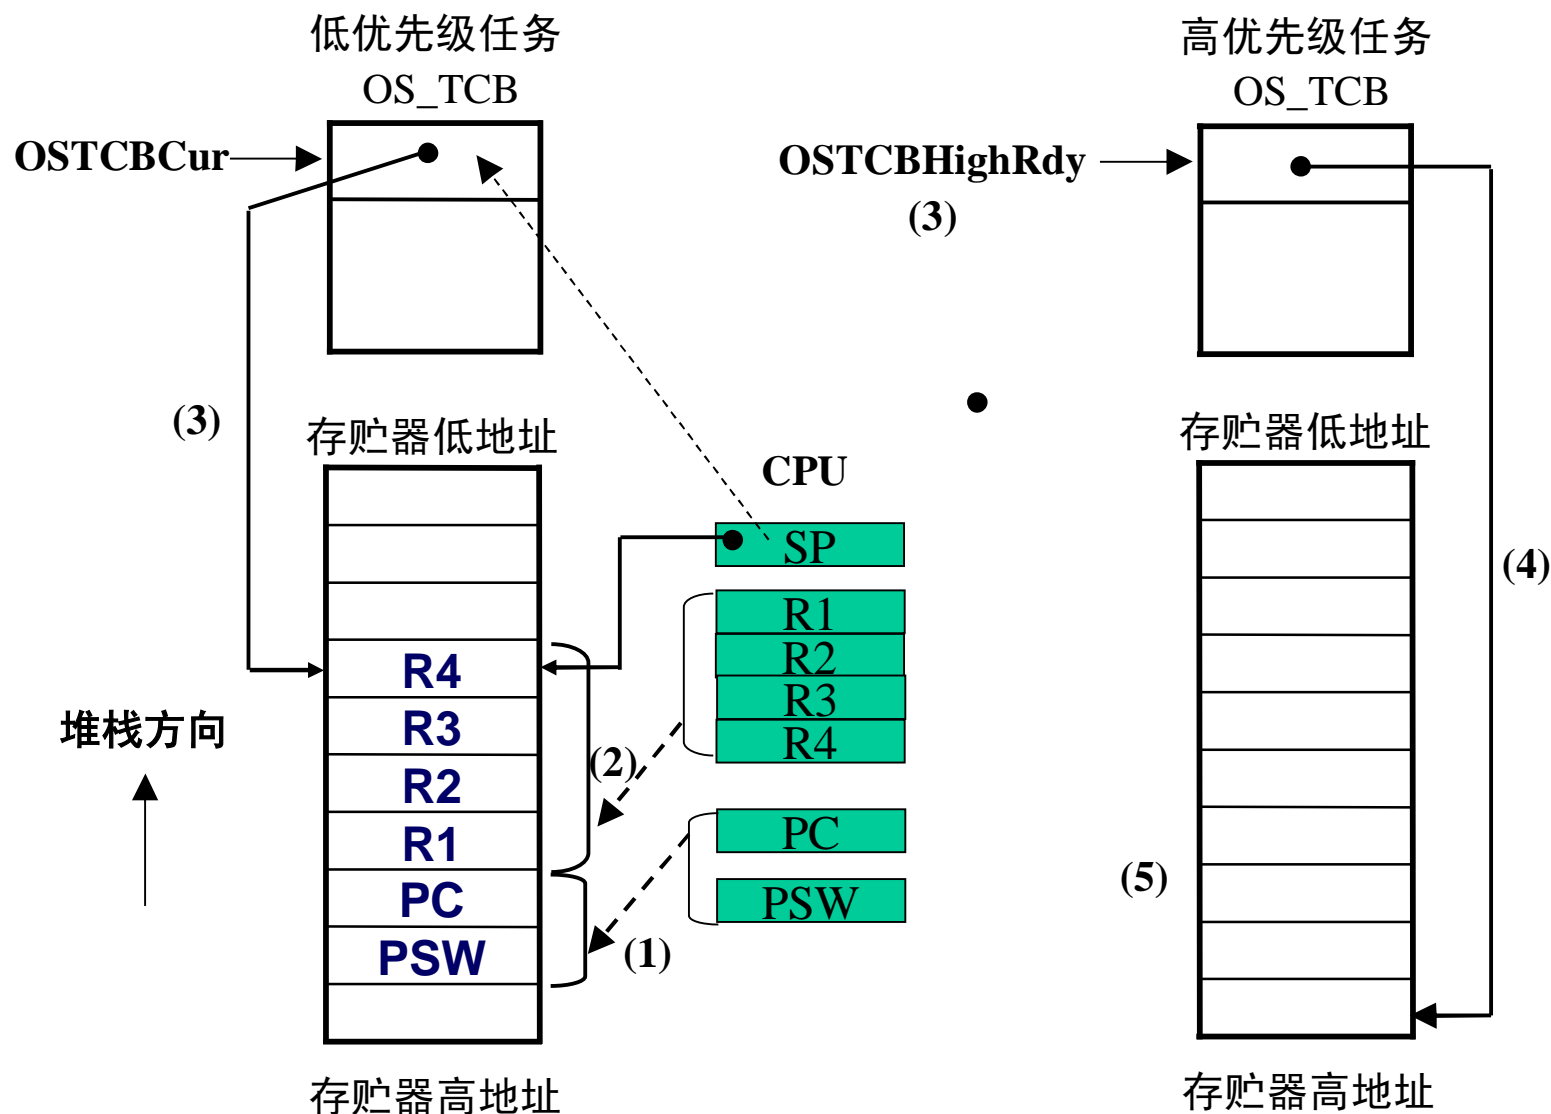 低优先级任务
OS_TCB
OSTCBCur
高优先级任务
OS_TCB
OSTCBHighRdy
(3)
(3)
存贮器低地址
存贮器低地址
CPU
SP
R1
R2
R3
R4
PC
PSW
(4)
R4
R3
R2
R1
PC
PSW
(2)
(1)
堆栈方向
(5)
存贮器高地址
存贮器高地址